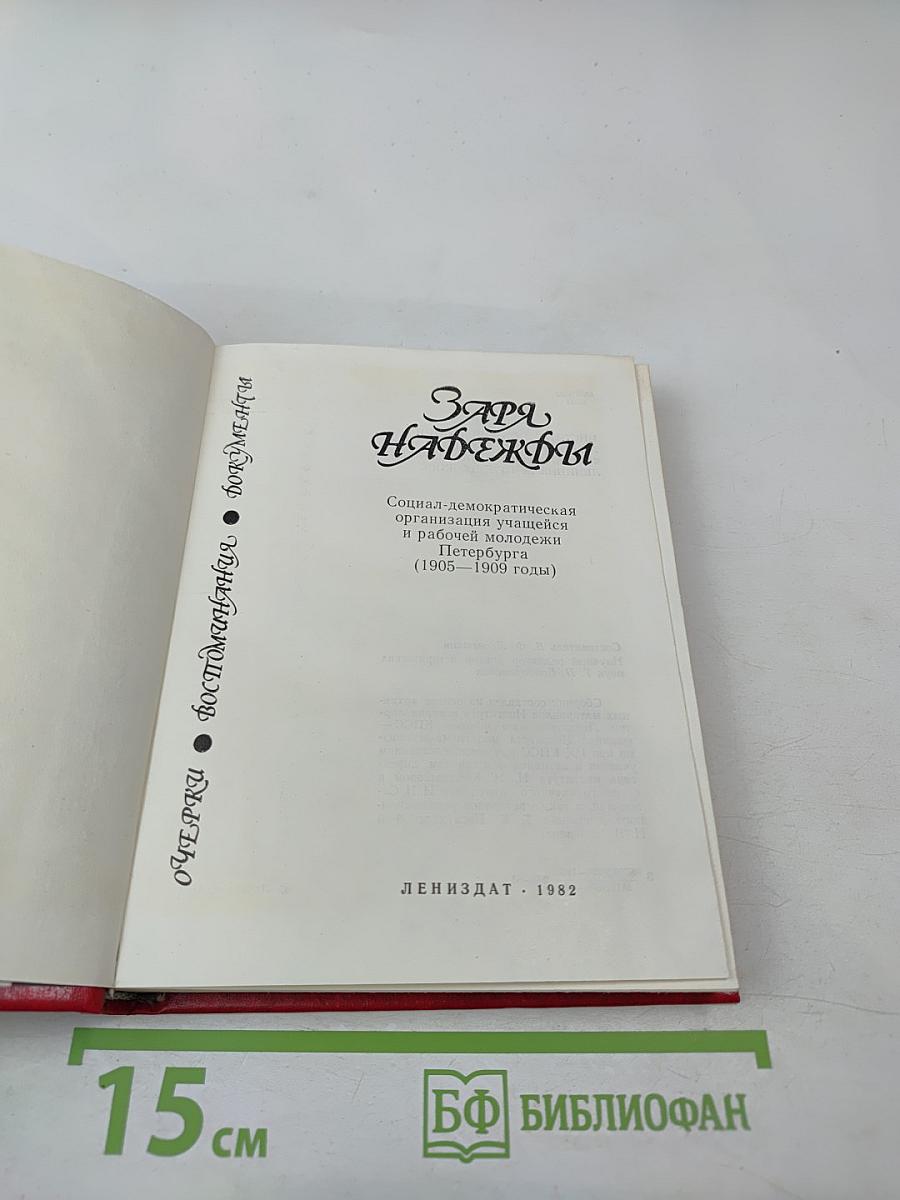 ОЧЕРКИ ● ВОСПОМИНАНИЯ ● ДОКУМЕНТЫ
ЗАРЯ
НАДЕЖДЫ
Социал-демократическая
организация учащейся
и рабочей молодежи
Петербурга
(1905—1909 годы)
ЛЕНИЗДАТ · 1982
15 см
БФ БИБЛИОФАН